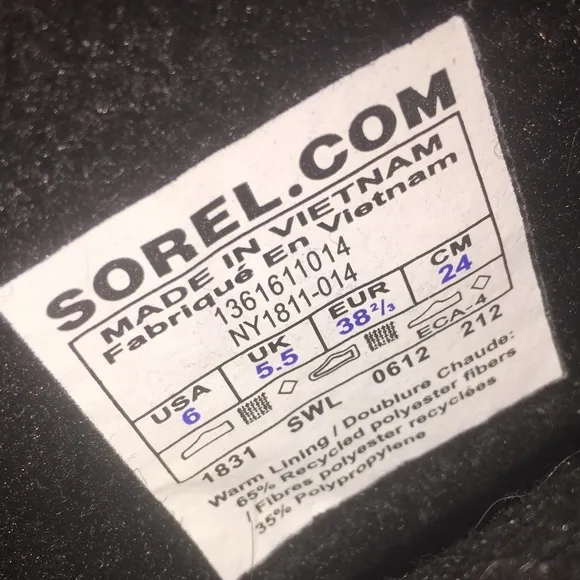 SOREL.COM
MADE IN VIETNAM
Fabriqué En Vietnam
1361611014
NY1811-014
USA UK EUR CM
6 5.5 38²/₃ 24
1831 SWL 0612 ECA-4 212
Warm Lining / Doublure Chaude:
65% Recycled polyester fibers
/ Fibres polyester recyclées
35% Polypropylene